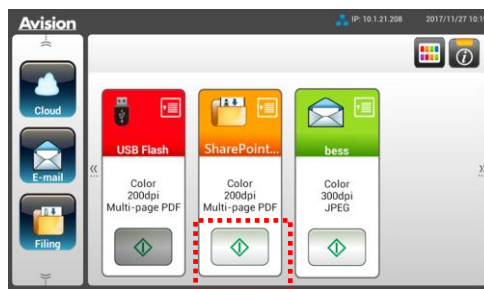 Avision
IP: 10.1.21.208
2017/11/27 10:19
Cloud
E-mail
Filing
USB Flash
Color
200dpi
Multi-page PDF
SharePoint...
Color
200dpi
Multi-page PDF
bess
Color
300dpi
JPEG